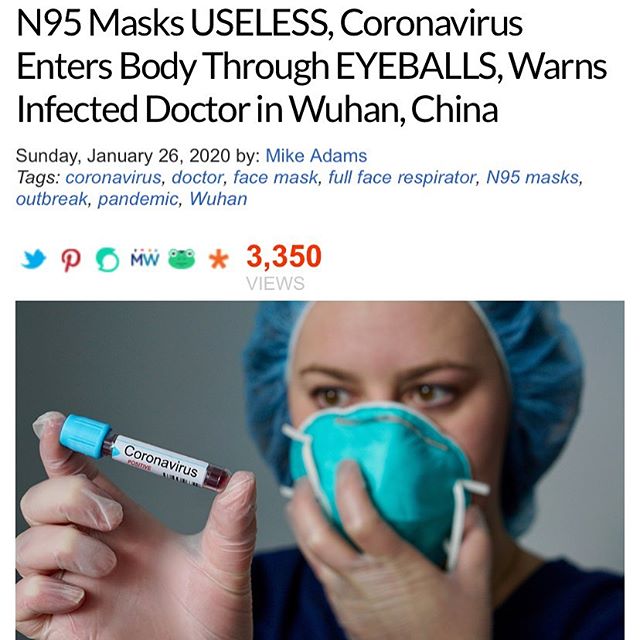 N95 Masks USELESS, Coronavirus
Enters Body Through EYEBALLS, Warns
Infected Doctor in Wuhan, China
Sunday, January 26, 2020 by: Mike Adams
Tags: coronavirus, doctor, face mask, full face respirator, N95 masks,
outbreak, pandemic, Wuhan
MW
3,350
VIEWS
Coronavirus
POSITIVE